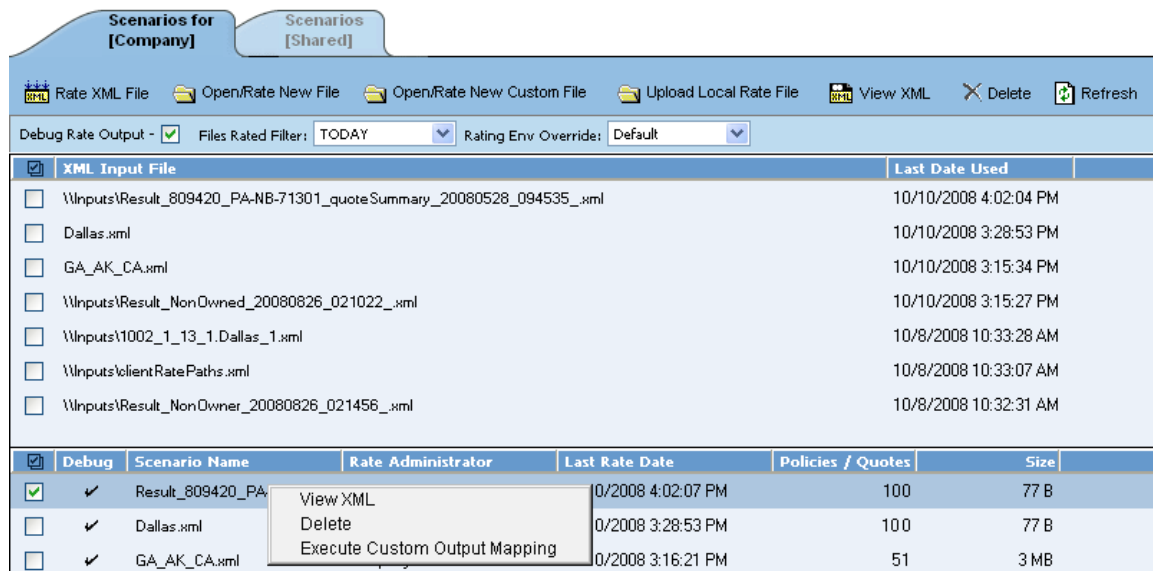 Scenarios for [Company]
Scenarios [Shared]
Rate XML File Open/Rate New File Open/Rate New Custom File Upload Local Rate File View XML Delete Refresh
Debug Rate Output - Files Rated Filter: TODAY Rating Env Override: Default
XML Input File Last Date Used
\\Inputs\Result_809420_PA-NB-71301_quoteSummary_20080528_094535_.xml 10/10/2008 4:02:04 PM
Dallas.xml 10/10/2008 3:28:53 PM
GA_AK_CA.xml 10/10/2008 3:15:34 PM
\\Inputs\Result_NonOwned_20080826_021022_.xml 10/10/2008 3:15:27 PM
\\Inputs\1002_1_13_1.Dallas_1.xml 10/8/2008 10:33:28 AM
\\Inputs\clientRatePaths.xml 10/8/2008 10:33:07 AM
\\Inputs\Result_NonOwner_20080826_021456_.xml 10/8/2008 10:32:31 AM
Debug Scenario Name Rate Administrator Last Rate Date Policies / Quotes Size
Result_809420_PA- 0/2008 4:02:07 PM 100 77 B
View XML
Delete
Execute Custom Output Mapping
Dallas.xml 0/2008 3:28:53 PM 100 77 B
GA_AK_CA.xml 0/2008 3:16:21 PM 51 3 MB